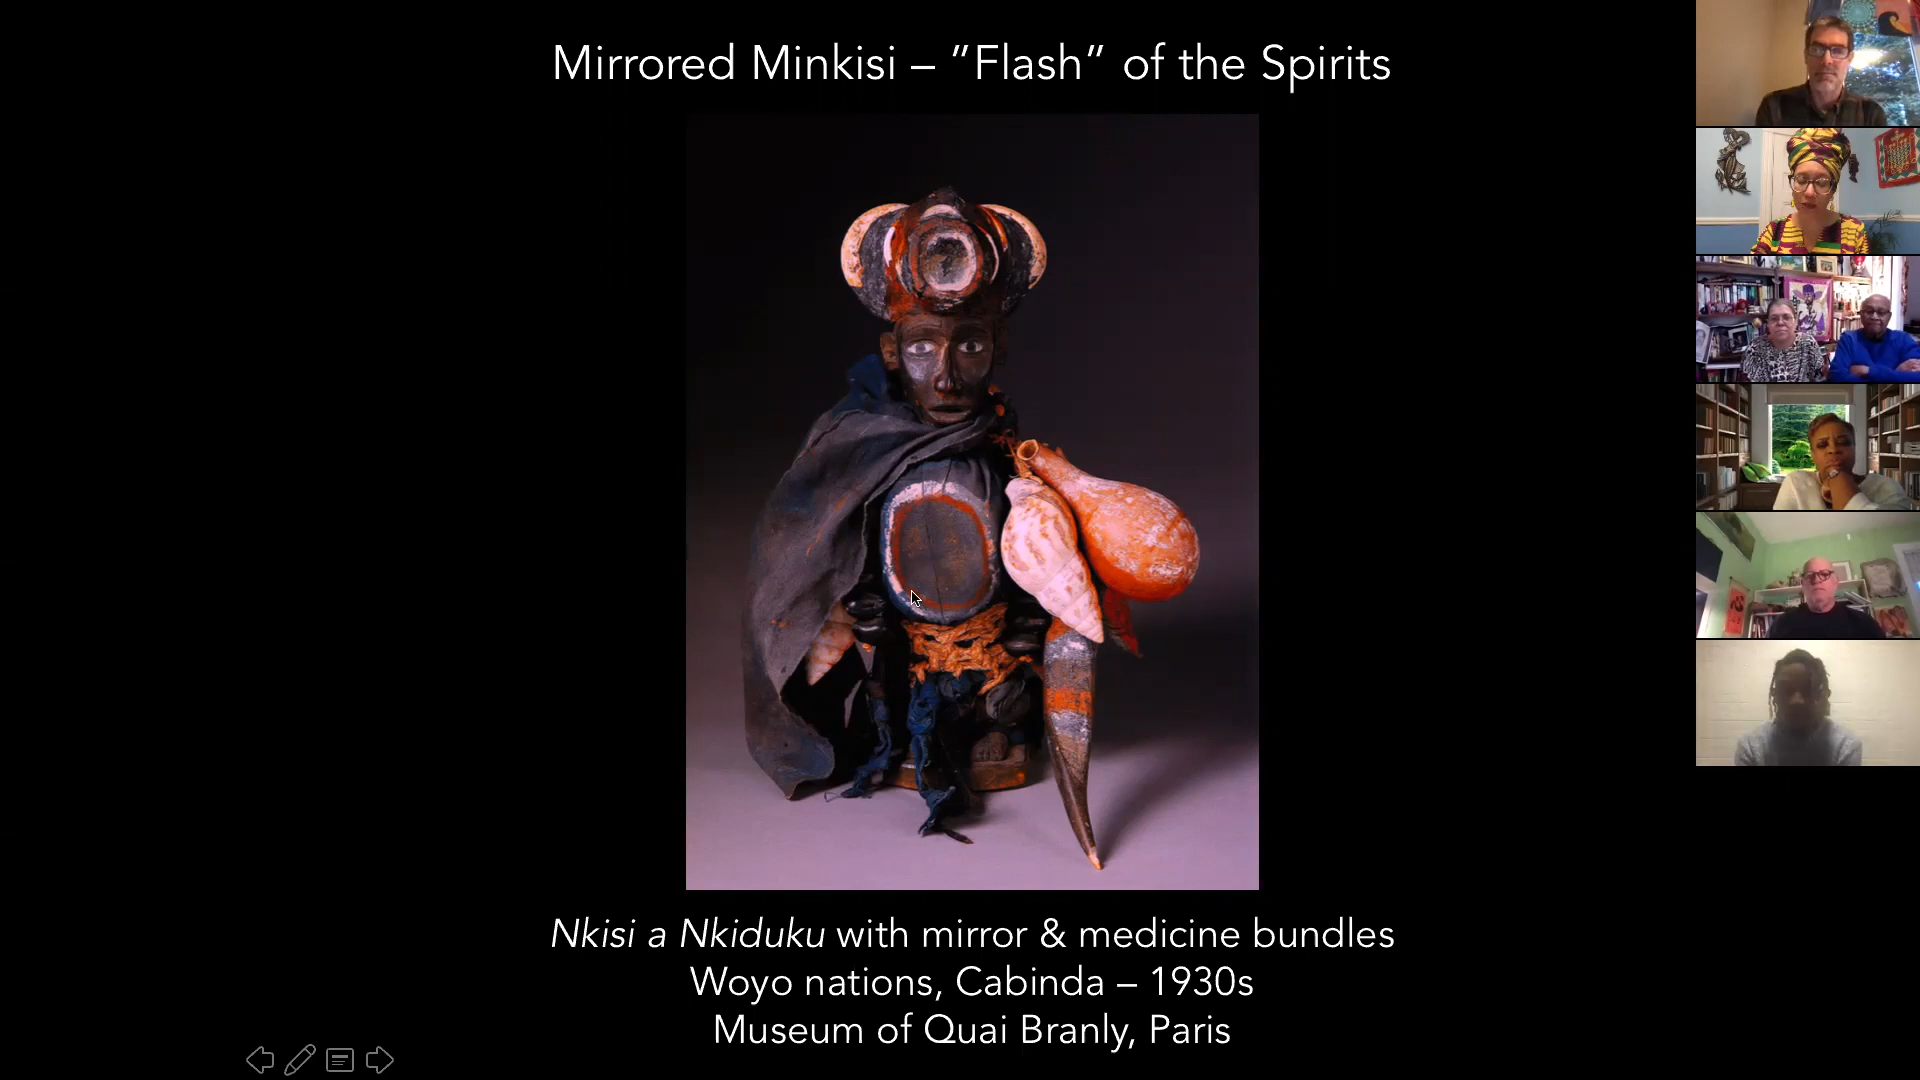 Mirrored Minkisi – “Flash” of the Spirits
Nkisi a Nkiduku with mirror & medicine bundles
Woyo nations, Cabinda – 1930s
Museum of Quai Branly, Paris